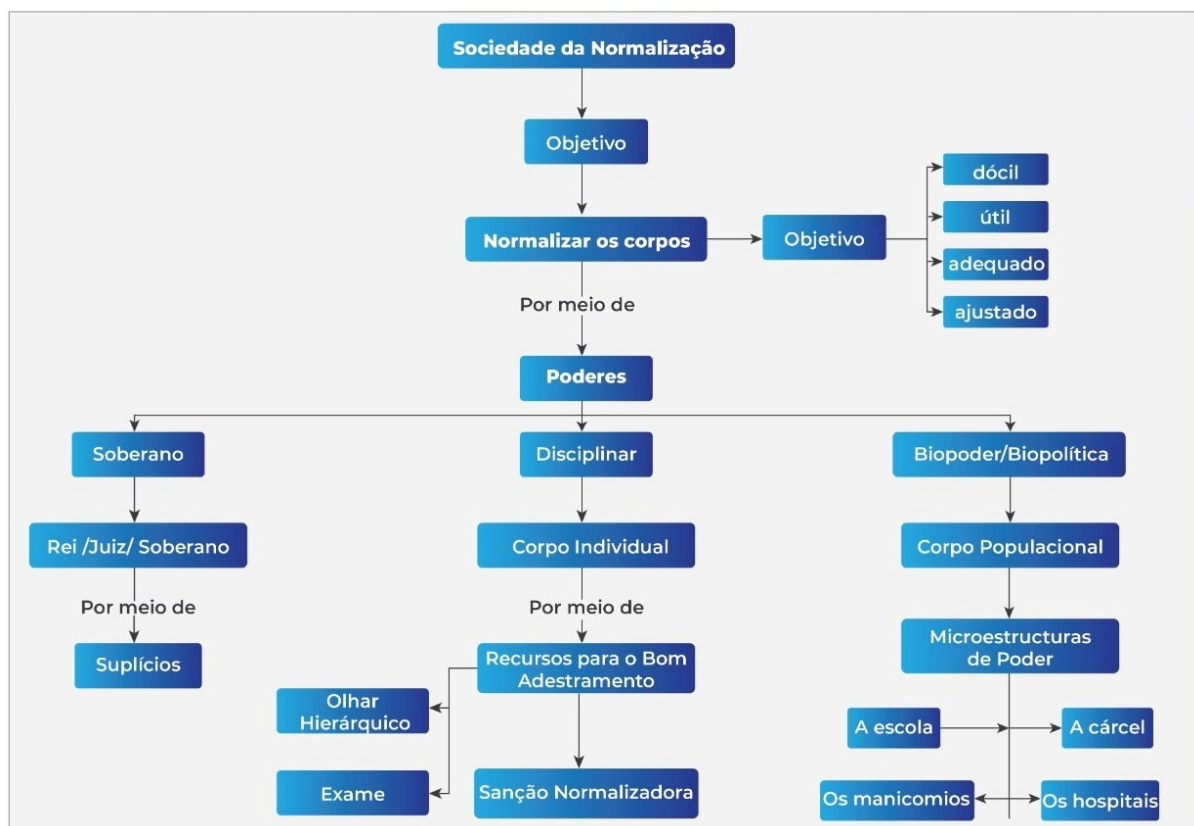 Sociedade da Normalização
Objetivo
Normalizar os corpos
Objetivo
dócil
útil
adequado
ajustado
Por meio de
Poderes
Soberano
Disciplinar
Biopoder/Biopolítica
Rei /Juiz/ Soberano
Corpo Individual
Corpo Populacional
Por meio de
Por meio de
Suplícios
Recursos para o Bom
Adestramento
Microestructuras
de Poder
Olhar
Hierárquico
A escola
A cárcel
Exame
Sanção Normalizadora
Os manicomios
Os hospitais